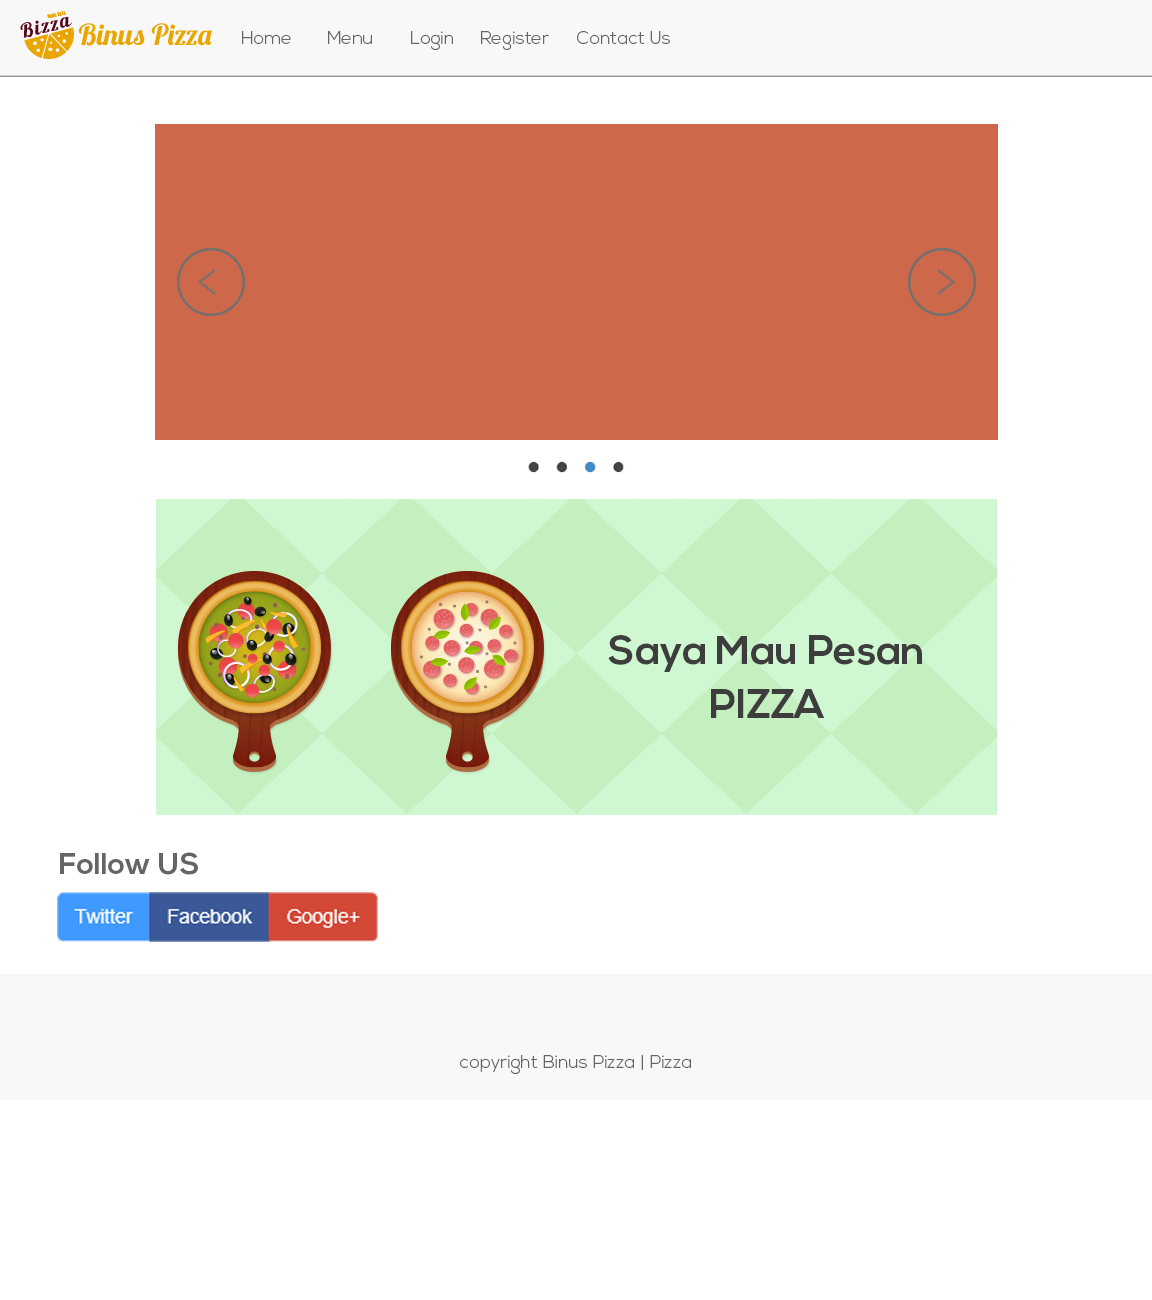 Bizza
Binus Pizza
Home Menu Login Register Contact Us
Saya Mau Pesan
PIZZA
Follow US
Twitter Facebook Google+
copyright Binus Pizza | Pizza